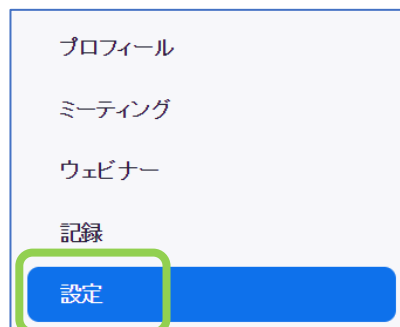 プロフィール
ミーティング
ウェビナー
記録
設定